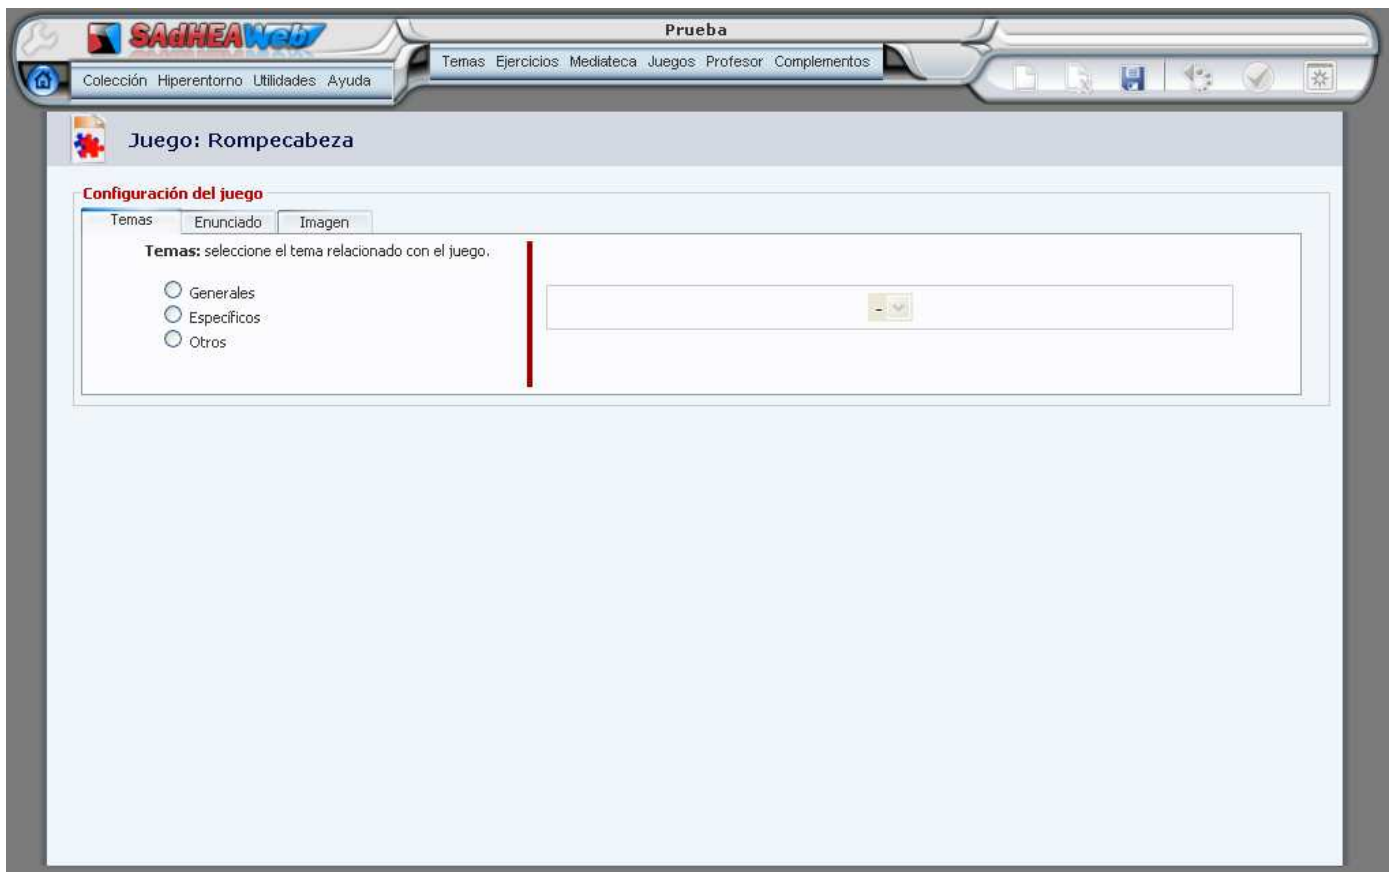 SAdHEAWeb
Prueba
Temas Ejercicios Mediateca Juegos Profesor Complementos
Colección Hiperentorno Utilidades Ayuda
Juego: Rompecabeza
Configuración del juego
Temas Enunciado Imagen
Temas: seleccione el tema relacionado con el juego.
Generales
-
Específicos
Otros